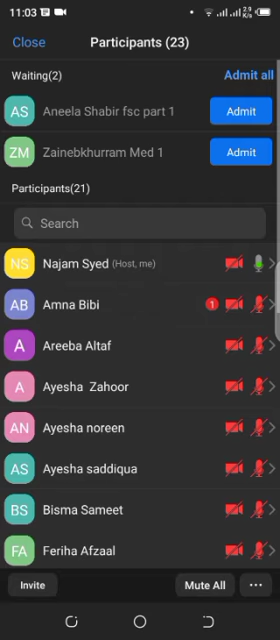 11:03 2.9 K/s
Close Participants (23)
Waiting(2) Admit all
AS Aneela Shabir fsc part 1 Admit
ZM Zainebkhurram Med 1 Admit
Participants(21)
Search
NS Najam Syed (Host, me)
AB Amna Bibi 1
A Areeba Altaf
A Ayesha Zahoor
AN Ayesha noreen
AS Ayesha saddiqua
BS Bisma Sameet
FA Feriha Afzaal
Invite Mute All ...